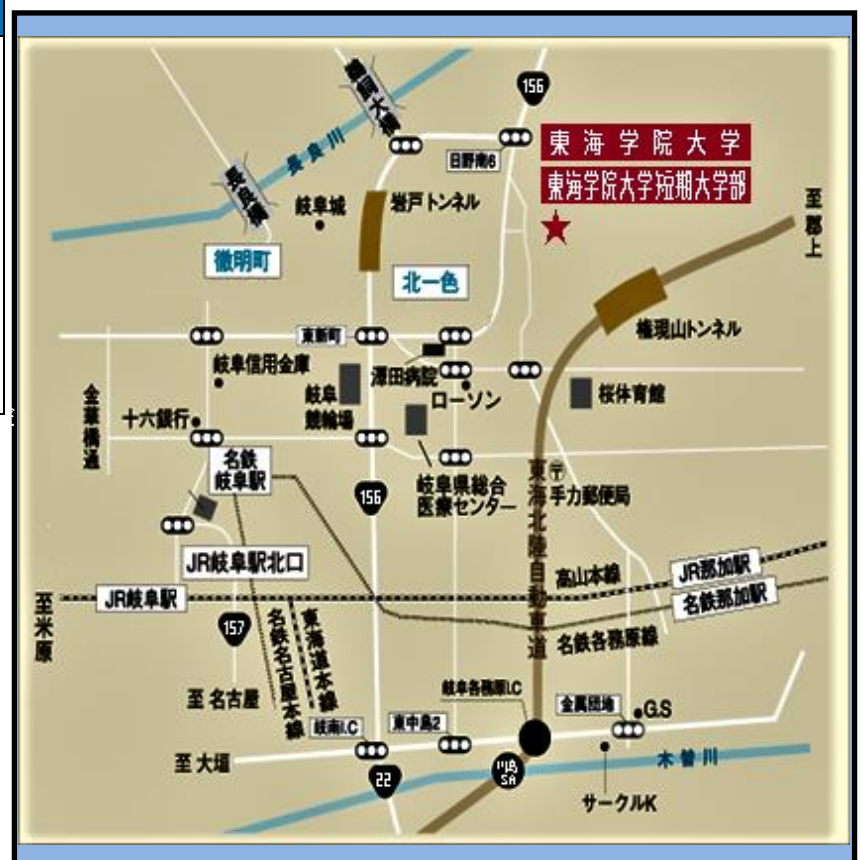 鵜飼大橋
156
長良川
日野南6
東海学院大学
東海学院大学短期大学部
長良橋
岐阜城
岩戸トンネル
至郡上
徹明町
北一色
東新町
権現山トンネル
岐阜信用金庫
澤田病院
岐阜
競輪場
ローソン
桜体育館
金華橋通
十六銀行
名鉄
岐阜駅
岐阜県総合
医療センター
156
東海北陸自動車道
〒
手力郵便局
JR岐阜駅北口
高山本線
JR那加駅
JR岐阜駅
名鉄那加駅
至米原
157
名鉄名古屋本線
東海道本線
名鉄各務原線
至 名古屋
岐阜各務原I.C
金属団地
G.S
岐南I.C
東中島2
至 大垣
22
川島
SA
木曽川
サークルK